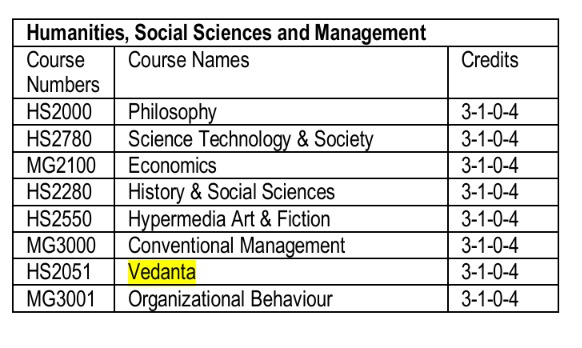 Humanities, Social Sciences and Management
Course Numbers Course Names Credits
HS2000 Philosophy 3-1-0-4
HS2780 Science Technology & Society 3-1-0-4
MG2100 Economics 3-1-0-4
HS2280 History & Social Sciences 3-1-0-4
HS2550 Hypermedia Art & Fiction 3-1-0-4
MG3000 Conventional Management 3-1-0-4
HS2051 Vedanta 3-1-0-4
MG3001 Organizational Behaviour 3-1-0-4